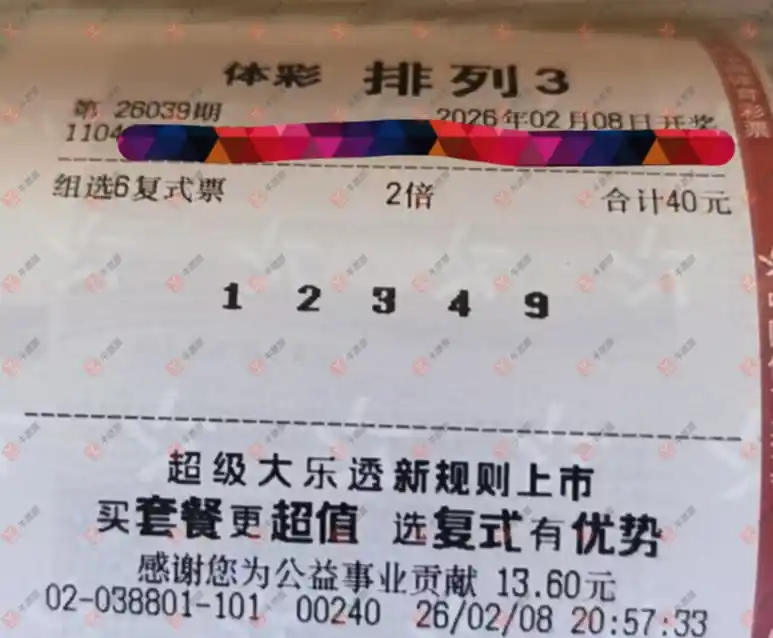 体彩 排列3
第 26039期 2026年02月08日开奖
1104
组选6复式票 2倍 合计40元
1 2 3 4 9
超级大乐透新规则上市
买套餐更超值 选复式有优势
感谢您为公益事业贡献 13.60元
02-038801-101 00240 26/02/08 20:57:33